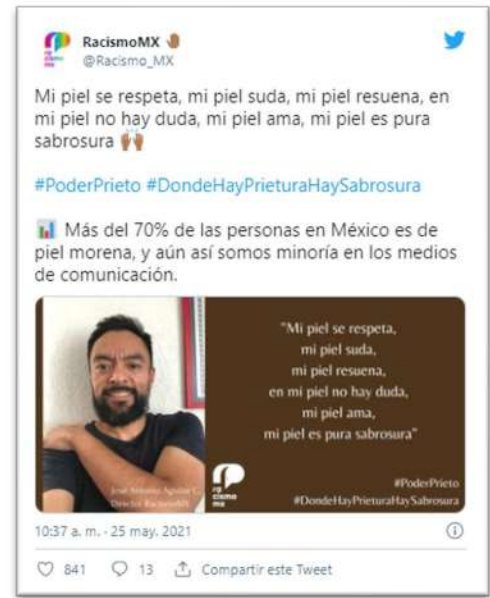 RacismoMX
@Racismo_MX
Mi piel se respeta, mi piel suda, mi piel resuena, en
mi piel no hay duda, mi piel ama, mi piel es pura
sabrosura
#PoderPrieto #DondeHayPrieturaHaySabrosura
Más del 70% de las personas en México es de
piel morena, y aún así somos minoría en los medios
de comunicación.
"Mi piel se respeta,
mi piel suda,
mi piel resuena,
en mi piel no hay duda,
mi piel ama,
mi piel es pura sabrosura"
José Antonio Aguilar C.
Director RacismoMX
ra
cismo
mx
#PoderPrieto
#DondeHayPrieturaHaySabrosura
10:37 a. m. · 25 may. 2021
841 13 Compartir este Tweet